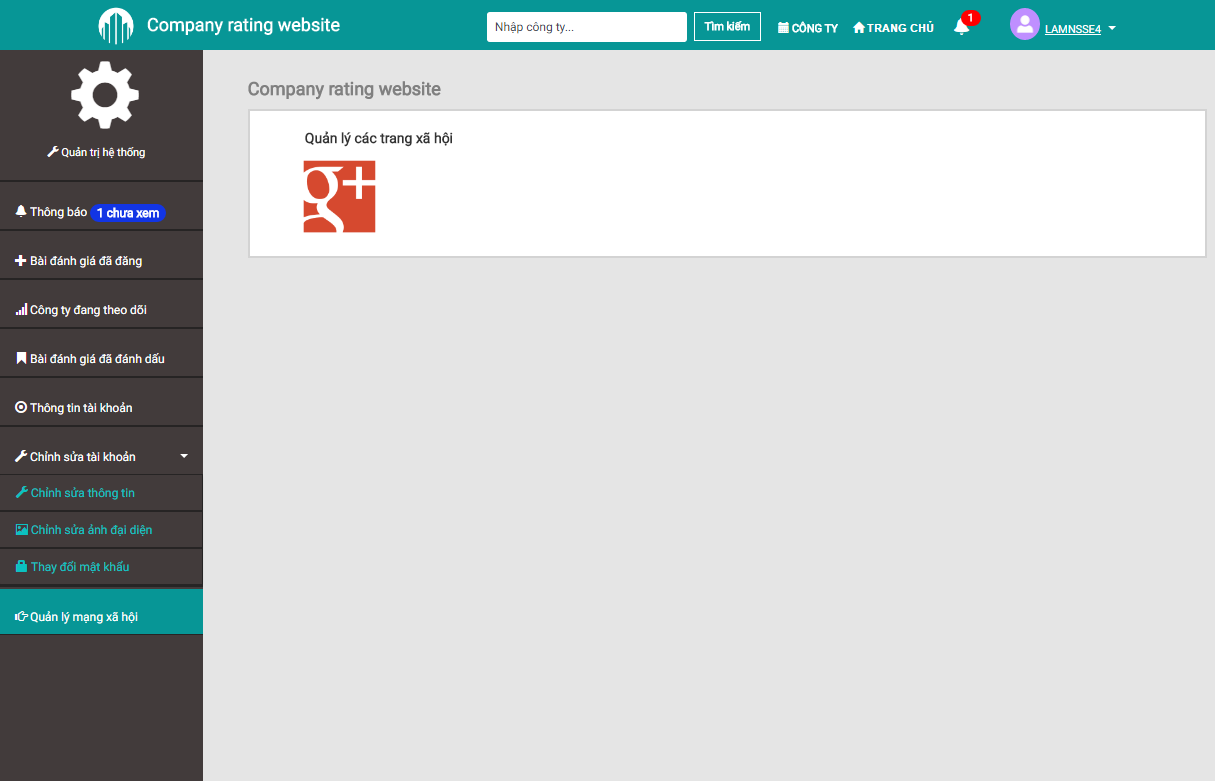 Company rating website
Nhập công ty...
Tìm kiếm
CÔNG TY
TRANG CHỦ
1
LAMNSSE4
Quản trị hệ thống
Thông báo 1 chưa xem
Bài đánh giá đã đăng
Công ty đang theo dõi
Bài đánh giá đã đánh dấu
Thông tin tài khoản
Chỉnh sửa tài khoản
Chỉnh sửa thông tin
Chỉnh sửa ảnh đại diện
Thay đổi mật khẩu
Quản lý mạng xã hội
Company rating website
Quản lý các trang xã hội
g+